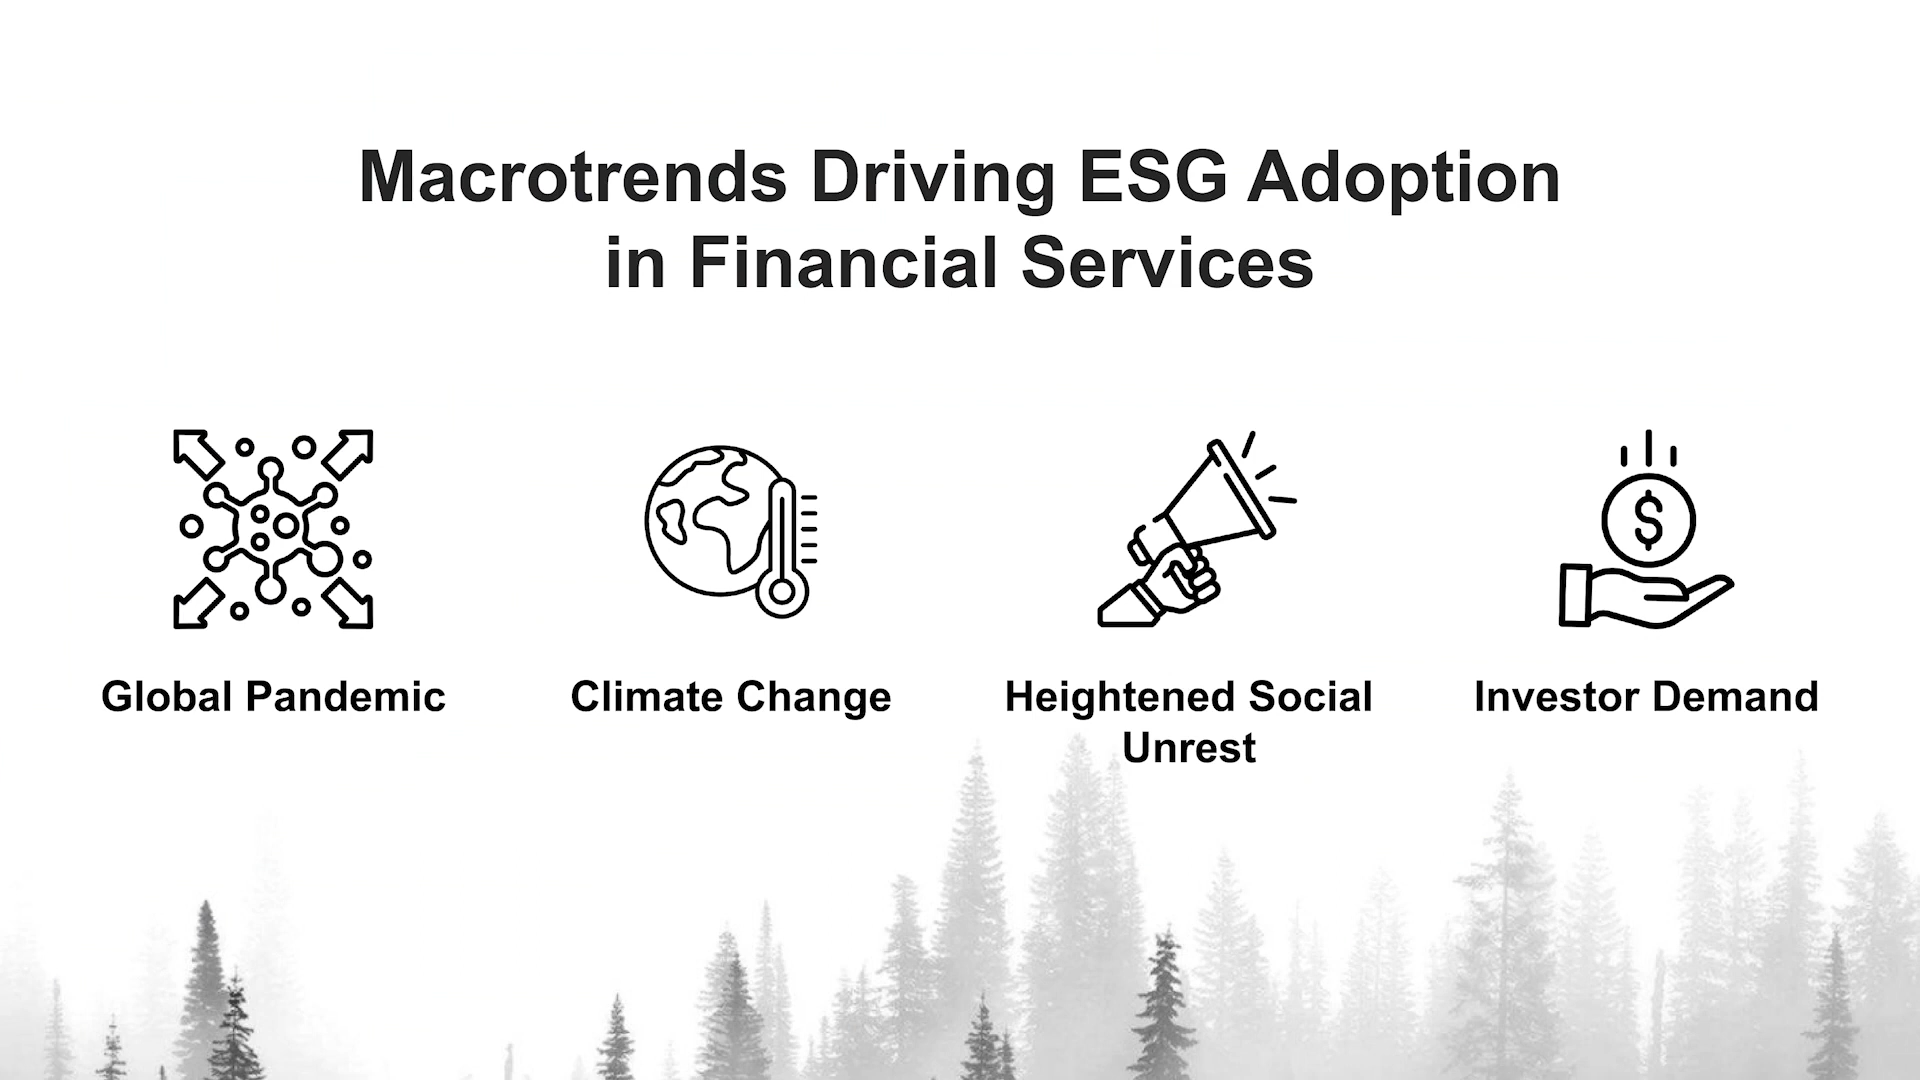 Macrotrends Driving ESG Adoption
in Financial Services
Global Pandemic
Climate Change
Heightened Social
Unrest
Investor Demand